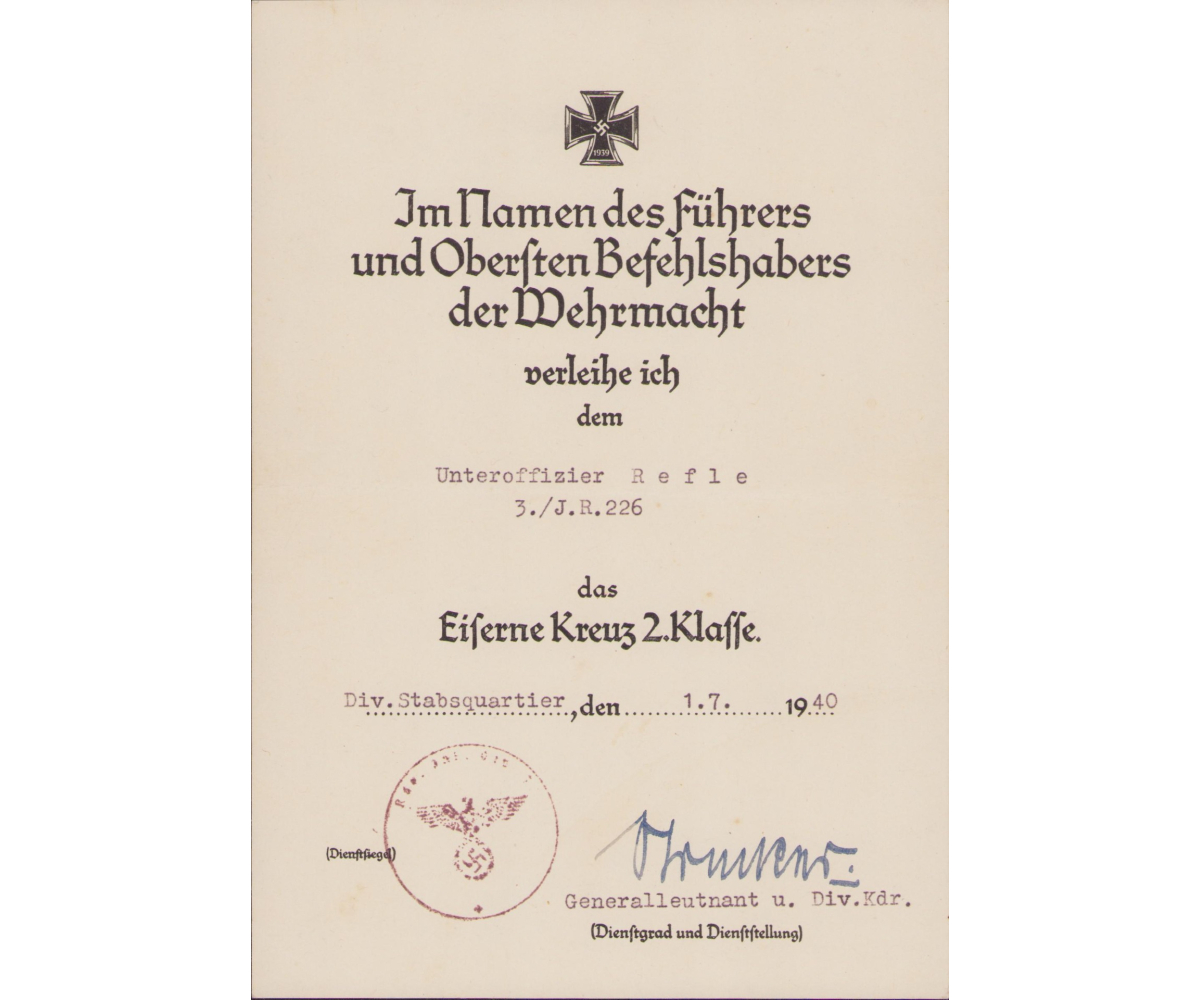 1939
Im Namen des Führers
und Oberſten Befehlshabers
der Wehrmacht
verleihe ich
dem
Unteroffizier R e f l e
3./J.R.226
das
Eiſerne Kreuz 2.Klaſſe.
Div.Stabsquartier, den 1.7. 1940
(Dienſtſiegel)
Generalleutnant u. Div.Kdr.
(Dienſtgrad und Dienſtſtellung)